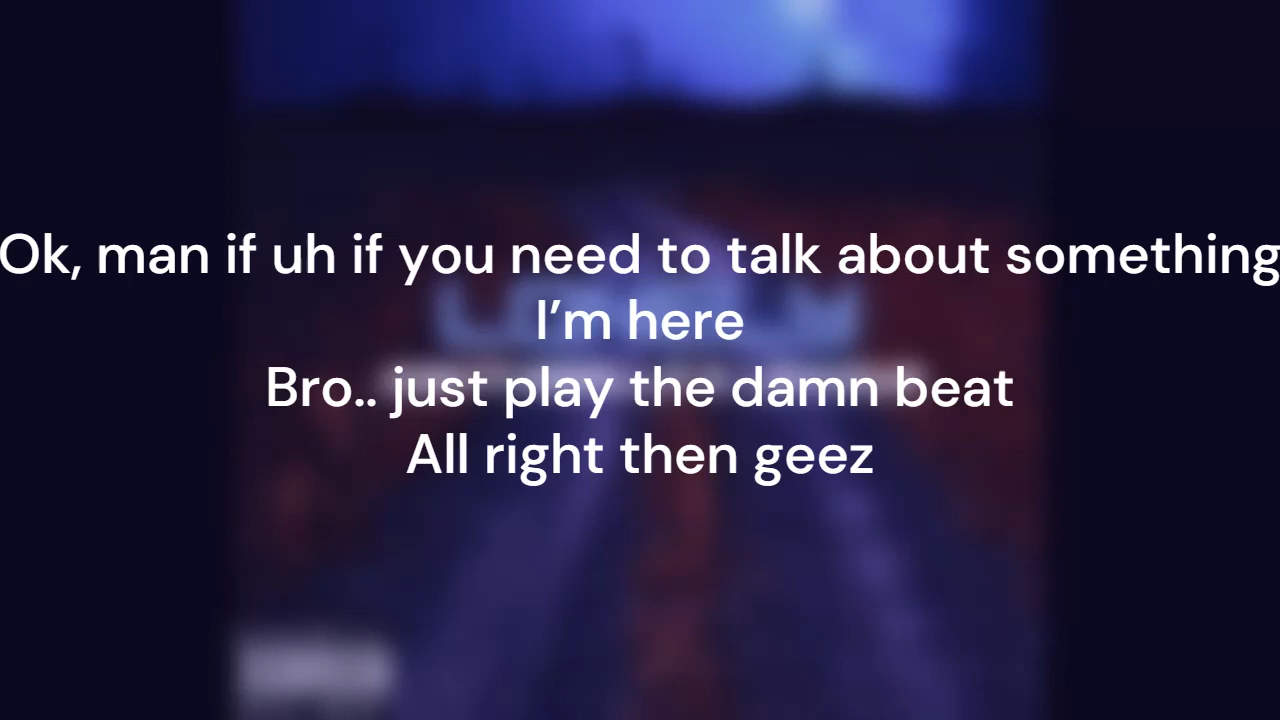 Ok, man if uh if you need to talk about something
I’m here
Bro.. just play the damn beat
All right then geez